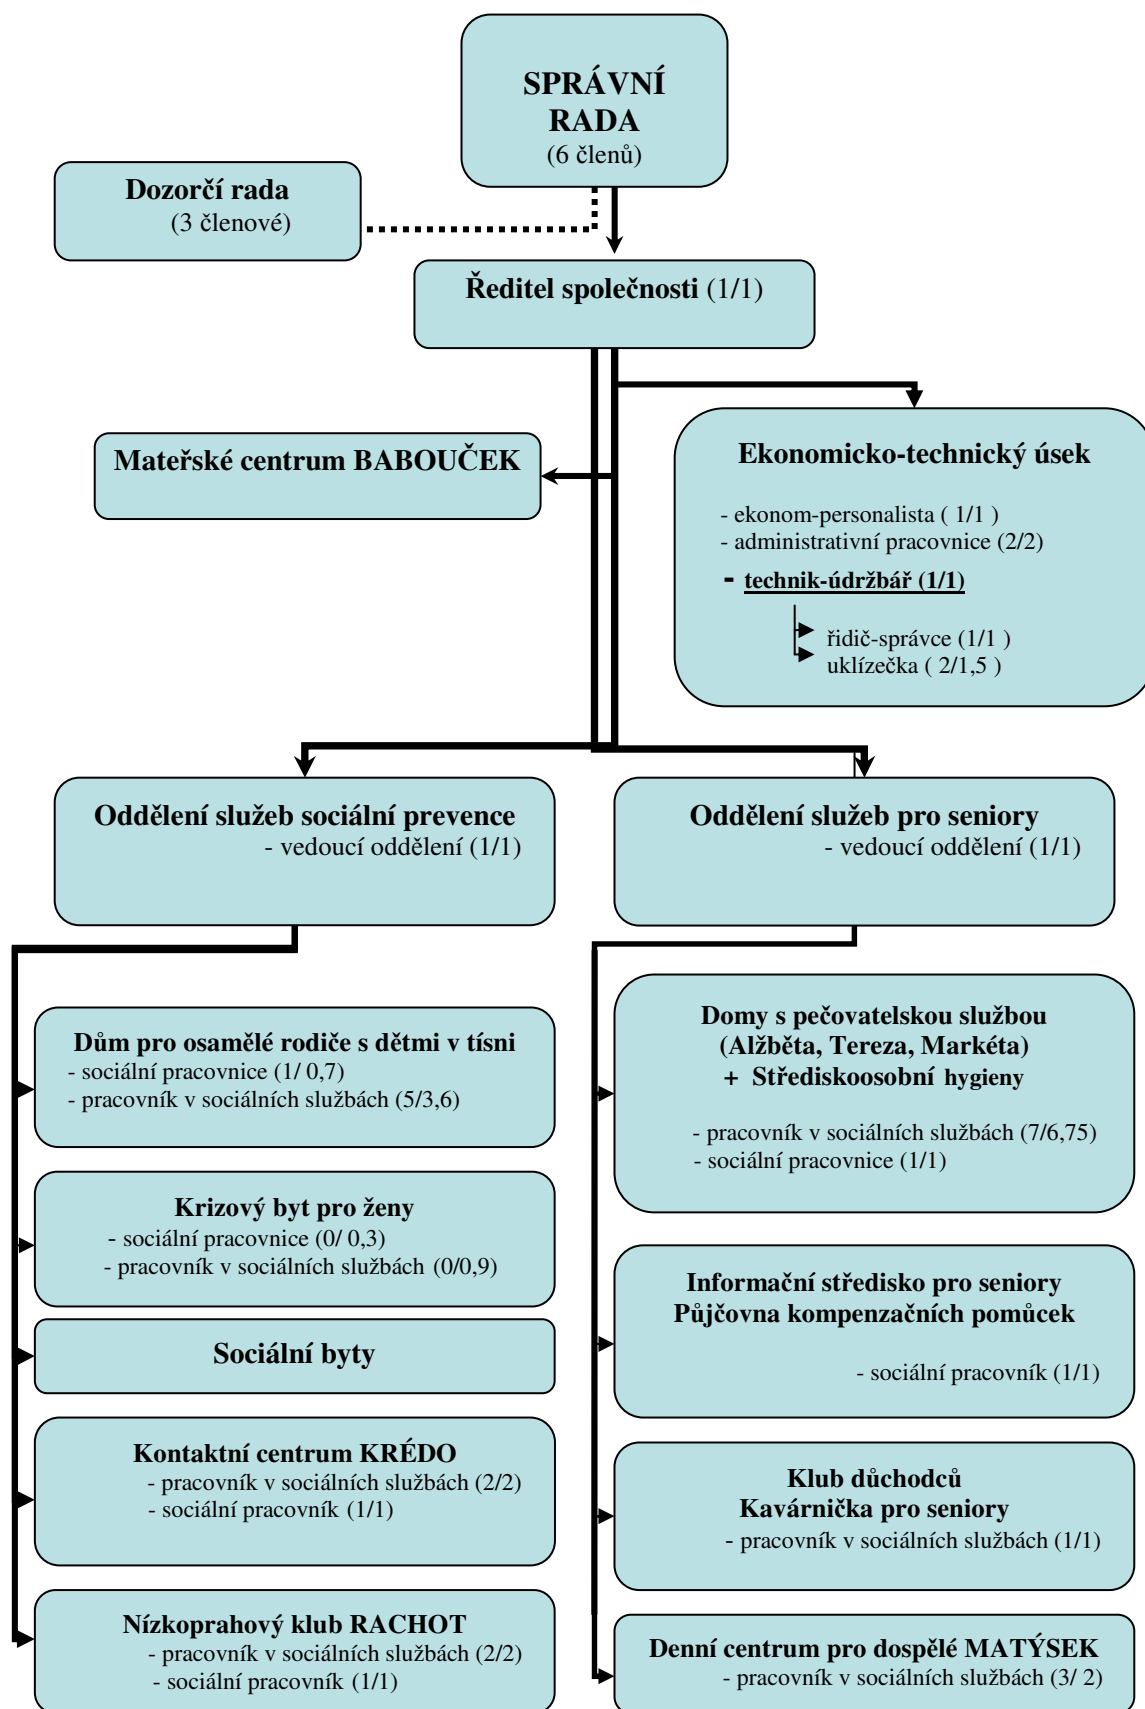 SPRÁVNÍ
RADA
(6 členů)
Dozorčí rada
(3 členové)
Ředitel společnosti (1/1)
Mateřské centrum BABOUČEK
Ekonomicko-technický úsek
- ekonom-personalista ( 1/1 )
- administrativní pracovnice (2/2)
- technik-údržbář (1/1)
řidič-správce (1/1 )
uklízečka ( 2/1,5 )
Oddělení služeb sociální prevence
- vedoucí oddělení (1/1)
Oddělení služeb pro seniory
- vedoucí oddělení (1/1)
Dům pro osamělé rodiče s dětmi v tísni
- sociální pracovnice (1/ 0,7)
- pracovník v sociálních službách (5/3,6)
Krizový byt pro ženy
- sociální pracovnice (0/ 0,3)
- pracovník v sociálních službách (0/0,9)
Sociální byty
Kontaktní centrum KRÉDO
- pracovník v sociálních službách (2/2)
- sociální pracovník (1/1)
Nízkoprahový klub RACHOT
- pracovník v sociálních službách (2/2)
- sociální pracovník (1/1)
Domy s pečovatelskou službou
(Alžběta, Tereza, Markéta)
+ Střediskoosobní hygieny
- pracovník v sociálních službách (7/6,75)
- sociální pracovnice (1/1)
Informační středisko pro seniory
Půjčovna kompenzačních pomůcek
- sociální pracovník (1/1)
Klub důchodců
Kavárnička pro seniory
- pracovník v sociálních službách (1/1)
Denní centrum pro dospělé MATÝSEK
- pracovník v sociálních službách (3/ 2)